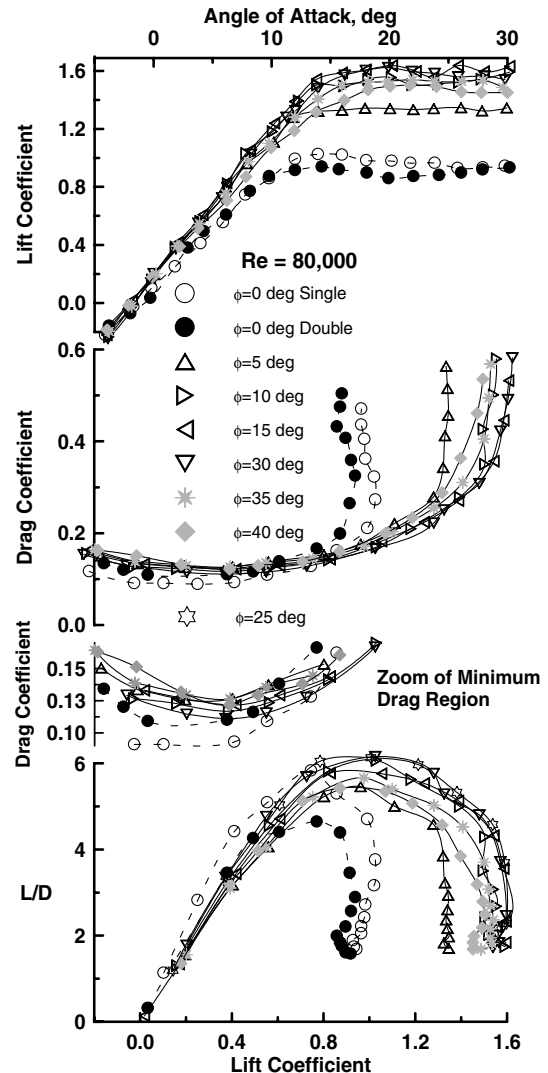 Angle of Attack, deg
0 10 20 30
1.6
1.2
0.8
0.4
0.0
Lift Coefficient
Re = 80,000
ϕ=0 deg Single
ϕ=0 deg Double
ϕ=5 deg
ϕ=10 deg
ϕ=15 deg
ϕ=30 deg
ϕ=35 deg
ϕ=40 deg
ϕ=25 deg
0.6
0.4
0.2
0.0
Drag Coefficient
0.15
0.13
0.10
Drag Coefficient
Zoom of Minimum
Drag Region
6
4
2
0
L/D
0.0 0.4 0.8 1.2 1.6
Lift Coefficient